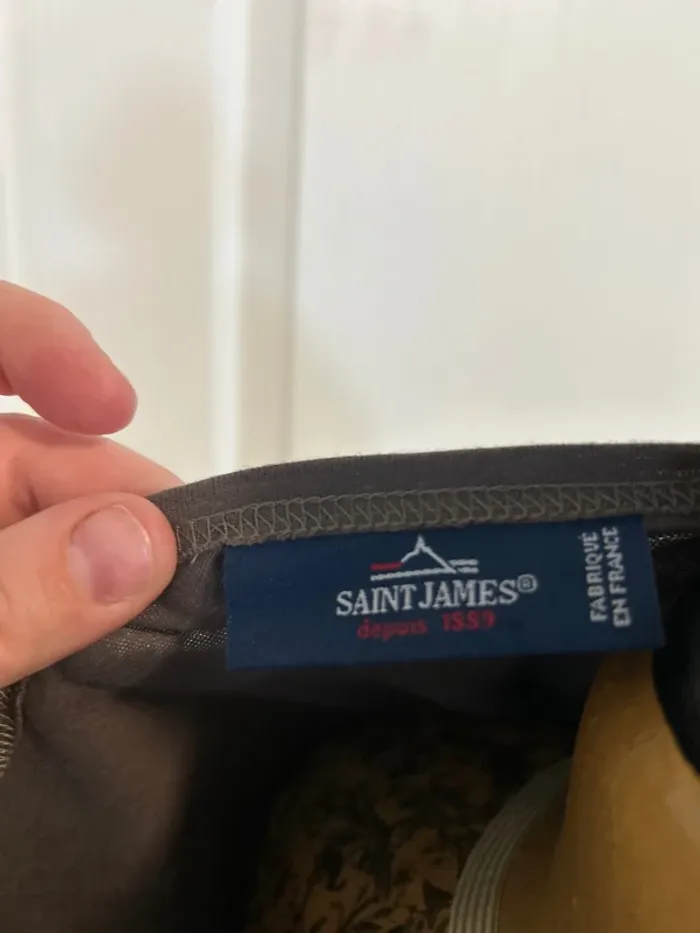 SAINT JAMES®
depuis 1889
FABRIQUÉ
EN FRANCE